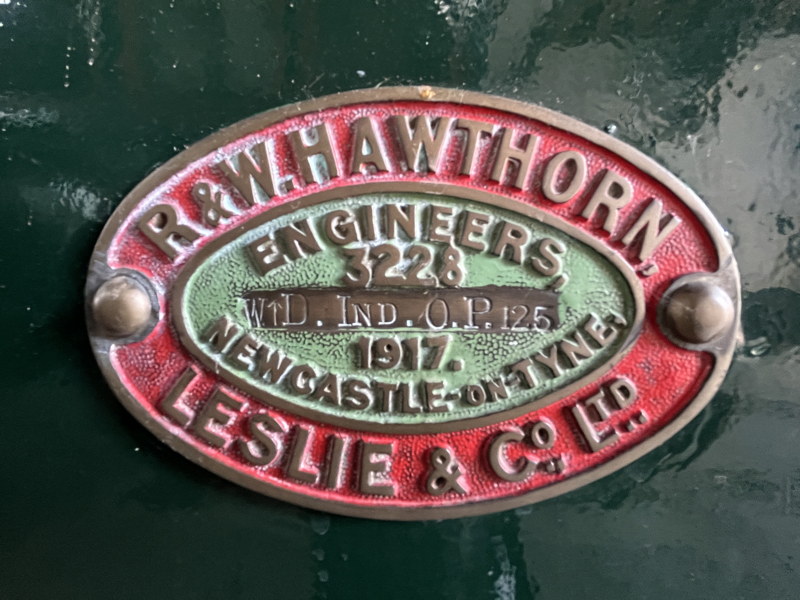 R & W. HAWTHORN,
ENGINEERS,
3228
W↑D. IND. O.P. 125
1917.
NEWCASTLE-ON-TYNE,
LESLIE & Co. LTD.